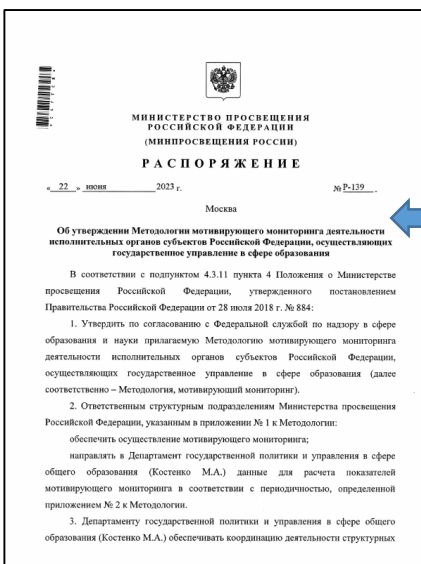 МИНИСТЕРСТВО ПРОСВЕЩЕНИЯ
РОССИЙСКОЙ ФЕДЕРАЦИИ
(МИНПРОСВЕЩЕНИЯ РОССИИ)
РАСПОРЯЖЕНИЕ
« 22 » июня 2023 г. № Р-139 .
Москва
Об утверждении Методологии мотивирующего мониторинга деятельности
исполнительных органов субъектов Российской Федерации, осуществляющих
государственное управление в сфере образования
В соответствии с подпунктом 4.3.11 пункта 4 Положения о Министерстве
просвещения Российской Федерации, утвержденного постановлением
Правительства Российской Федерации от 28 июля 2018 г. № 884:
1. Утвердить по согласованию с Федеральной службой по надзору в сфере
образования и науки прилагаемую Методологию мотивирующего мониторинга
деятельности исполнительных органов субъектов Российской Федерации,
осуществляющих государственное управление в сфере образования (далее
соответственно – Методология, мотивирующий мониторинг).
2. Ответственным структурным подразделениям Министерства просвещения
Российской Федерации, указанным в приложении № 1 к Методологии:
обеспечить осуществление мотивирующего мониторинга;
направлять в Департамент государственной политики и управления в сфере
общего образования (Костенко М.А.) данные для расчета показателей
мотивирующего мониторинга в соответствии с периодичностью, определенной
приложением № 2 к Методологии.
3. Департаменту государственной политики и управления в сфере общего
образования (Костенко М.А.) обеспечивать координацию деятельности структурных